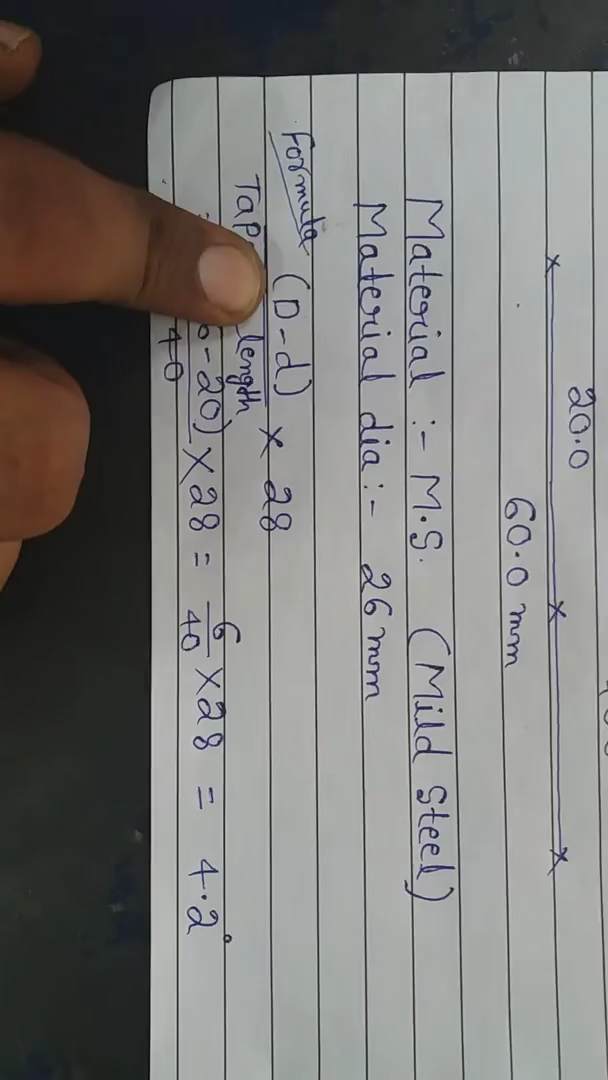 20.0
60.0 mm
Material :- M.S. (Mild Steel)
Material dia :- 26 mm
Formula (D-d) × 28
length
-20) × 28 = 6/40 × 28 = 4.2°
40